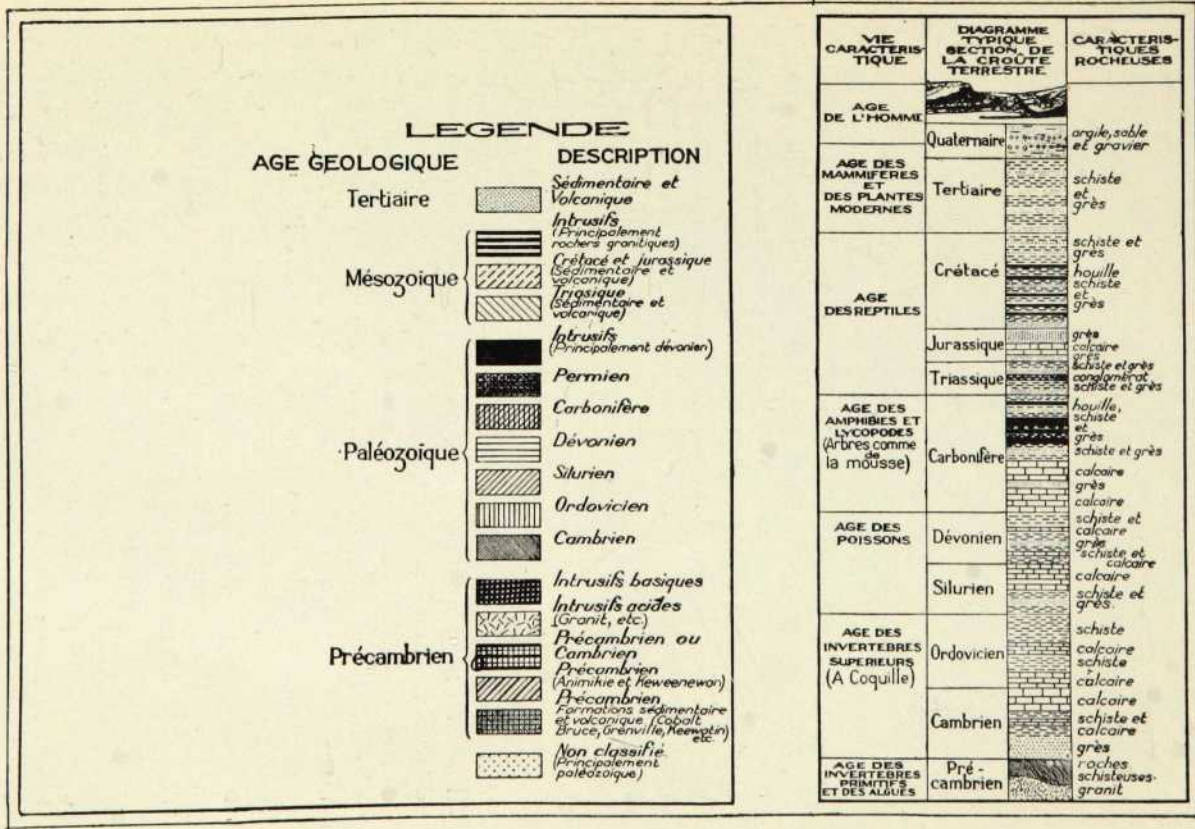 LEGENDE
AGE GEOLOGIQUE
DESCRIPTION
Tertiaire
Sédimentaire et
Volcanique
Mésozoïque
Intrusifs
(Principalement
rochers granitiques)
Crétacé et jurassique
(Sédimentaire et
volcanique)
Triasique
(Sédimentaire et
volcanique)
Paléozoïque
Intrusifs
(Principalement dévonien)
Permien
Carbonifère
Dévonien
Silurien
Ordovicien
Cambrien
Précambrien
Intrusifs basiques
Intrusifs acides
(Granit, etc.)
Précambrien ou
Cambrien
Précambrien
(Animikie et Keweenewan)
Précambrien
Formations sédimentaire
et volcanique (Cobalt
Bruce, Grenville, Keewatin)
etc.
Non classifié
(Principalement
paléozoïque)
VIE
CARACTERIS-
TIQUE
DIAGRAMME
TYPIQUE
SECTION DE
LA CROÛTE
TERRESTRE
CARACTERIS-
TIQUES
ROCHEUSES
AGE
DE L'HOMME
Quaternaire
argile, sable
et gravier
AGE DES
MAMMIFERES
ET
DES PLANTES
MODERNES
Tertiaire
schiste
et
grès
AGE
DES REPTILES
Crétacé
schiste et
grès
houille
schiste
et
grès
Jurassique
grès
calcaire
grès
Triassique
schiste et grès
conglomérat
schiste et grès
AGE DES
AMPHIBIES ET
LYCOPODES
(Arbres comme
de
la mousse)
Carbonifère
houille,
schiste
et
grès
schiste et grès
calcaire
grès
calcaire
AGE DES
POISSONS
Dévonien
schiste et
calcaire
grès
schiste et
calcaire
Silurien
calcaire
schiste et
grès.
AGE DES
INVERTEBRES
SUPERIEURS
(A Coquille)
Ordovicien
schiste
calcaire
schiste
calcaire
Cambrien
calcaire
schiste et
calcaire
grès
AGE DES
INVERTEBRES
PRIMITIFS
ET DES ALGUES
Pré-
cambrien
roches
schisteuses-
granit